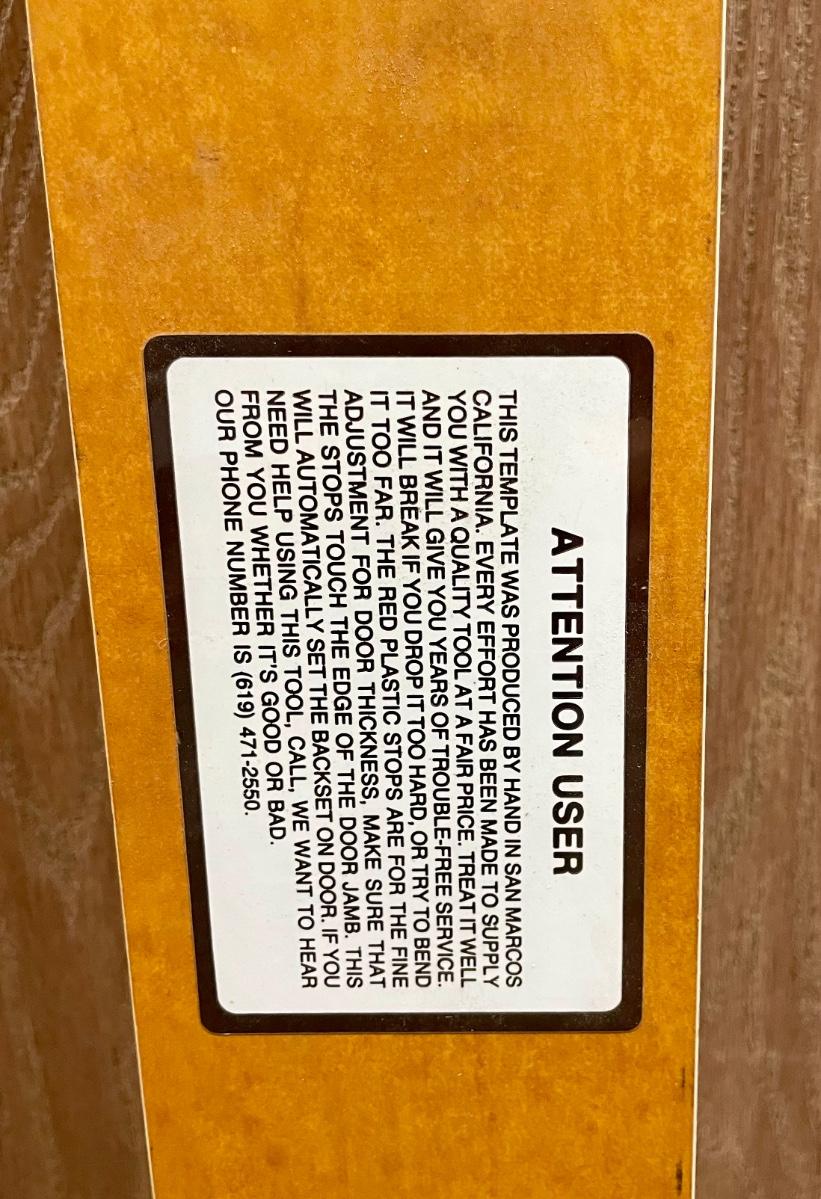 ATTENTION USER
THIS TEMPLATE WAS PRODUCED BY HAND IN SAN MARCOS
CALIFORNIA. EVERY EFFORT HAS BEEN MADE TO SUPPLY
YOU WITH A QUALITY TOOL AT A FAIR PRICE. TREAT IT WELL
AND IT WILL GIVE YOU YEARS OF TROUBLE-FREE SERVICE.
IT WILL BREAK IF YOU DROP IT TOO HARD, OR TRY TO BEND
IT TOO FAR. THE RED PLASTIC STOPS ARE FOR THE FINE
ADJUSTMENT FOR DOOR THICKNESS, MAKE SURE THAT
THE STOPS TOUCH THE EDGE OF THE DOOR JAMB. THIS
WILL AUTOMATICALLY SET THE BACKSET ON DOOR. IF YOU
NEED HELP USING THIS TOOL, CALL, WE WANT TO HEAR
FROM YOU WHETHER IT'S GOOD OR BAD.
OUR PHONE NUMBER IS (619) 471-2550.